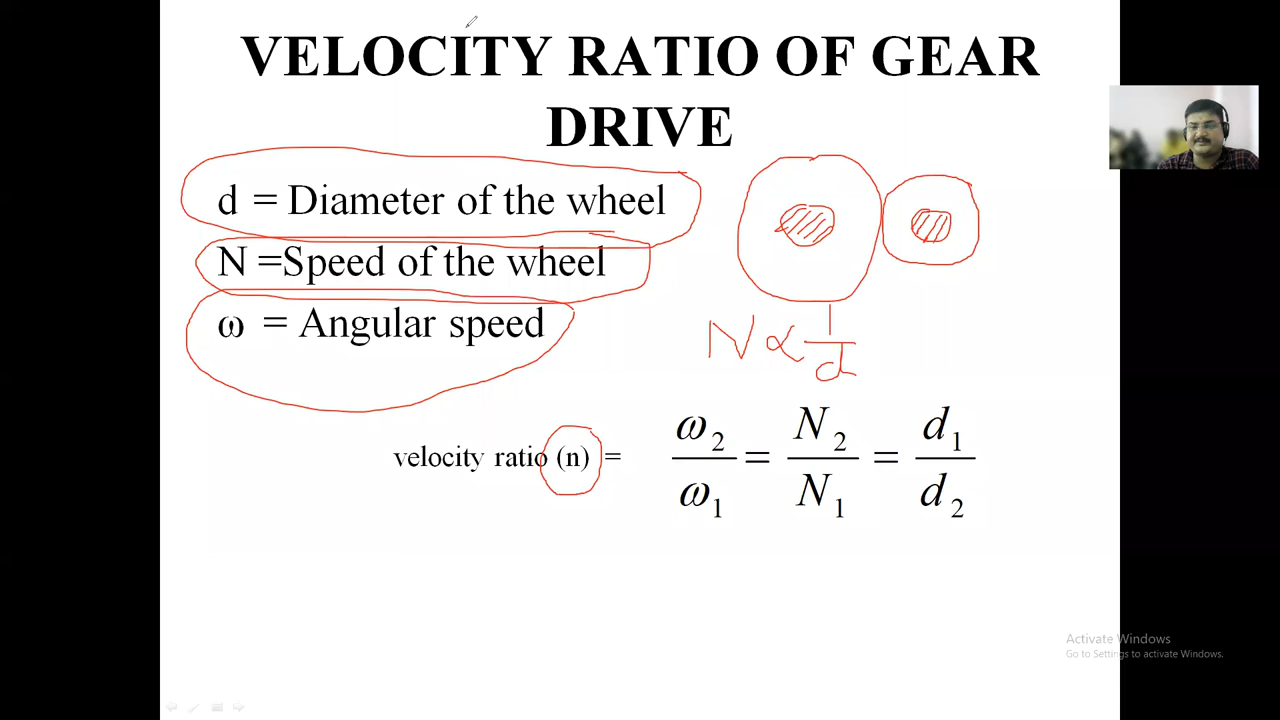 VELOCITY RATIO OF GEAR
DRIVE
d = Diameter of the wheel
N =Speed of the wheel
ω = Angular speed
N ∝ 1/d
velocity ratio (n) = ω2/ω1 = N2/N1 = d1/d2
Activate Windows
Go to Settings to activate Windows.